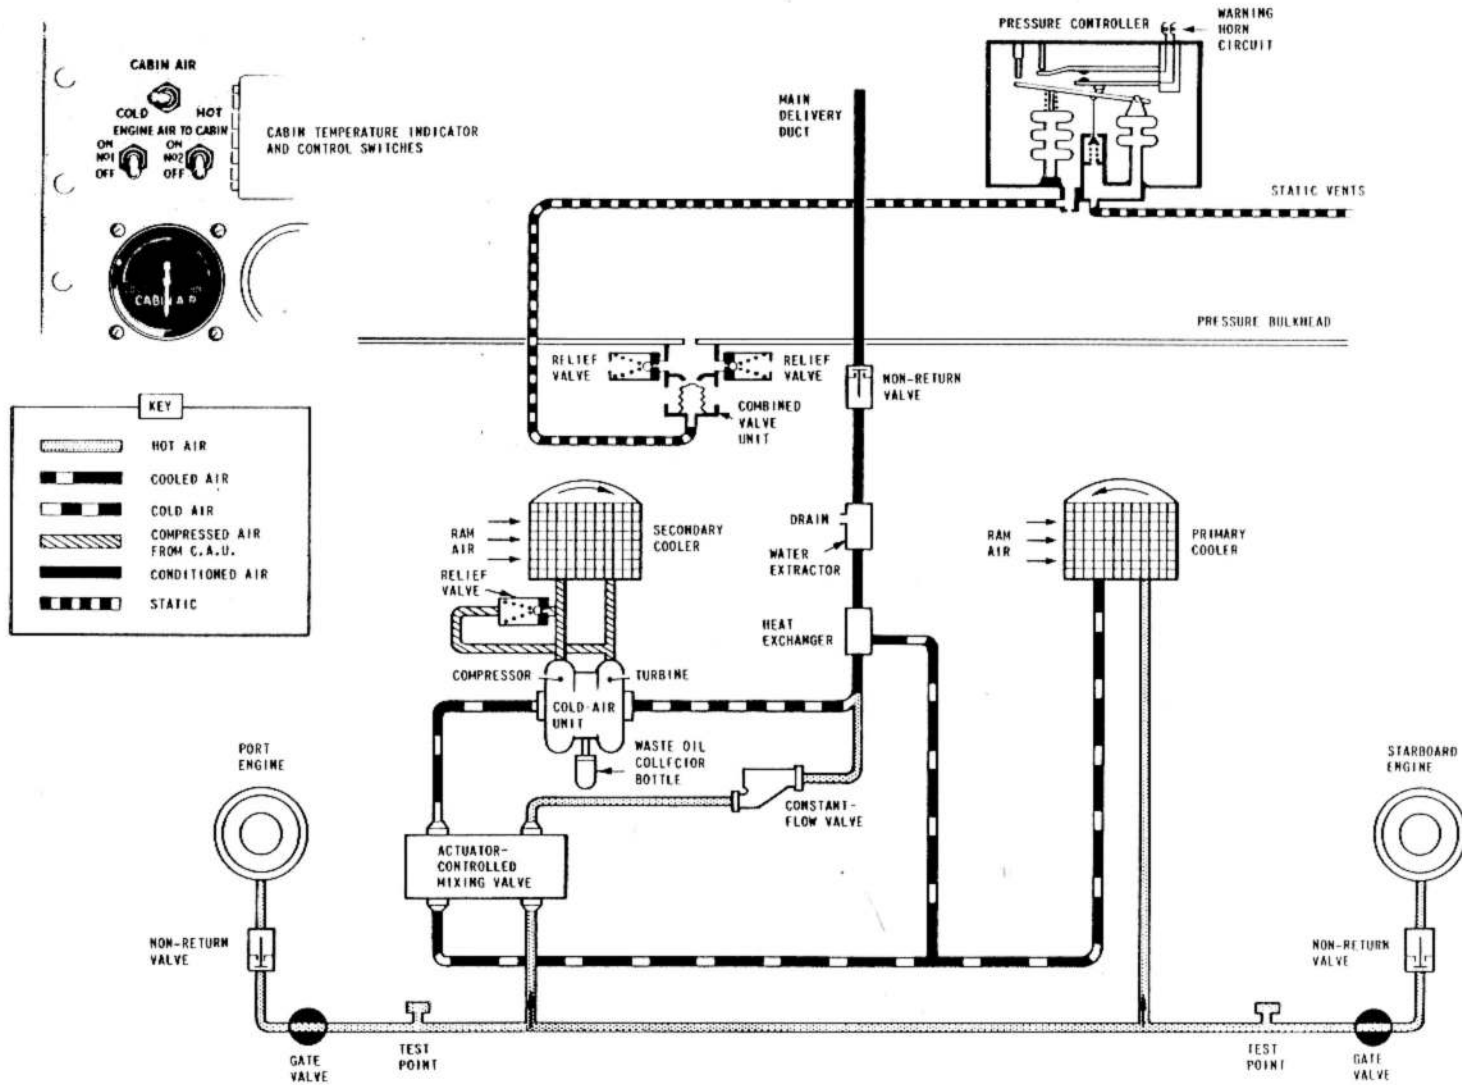 PRESSURE CONTROLLER
WARNING
HORN
CIRCUIT
CABIN AIR
COLD
HOT
ENGINE AIR TO CABIN
ON
ON
NO1
NO2
OFF
OFF
CABIN TEMPERATURE INDICATOR
AND CONTROL SWITCHES
MAIN
DELIVERY
DUCT
STATIC VENTS
CABIN A R
PRESSURE BULKHEAD
RELIEF
VALVE
RELIEF
VALVE
NON-RETURN
VALVE
COMBINED
VALVE
UNIT
KEY
HOT AIR
COOLED AIR
COLD AIR
COMPRESSED AIR
FROM C.A.U.
CONDITIONED AIR
STATIC
RAM
AIR
SECONDARY
COOLER
DRAIN
WATER
EXTRACTOR
RAM
AIR
PRIMARY
COOLER
RELIEF
VALVE
HEAT
EXCHANGER
COMPRESSOR
TURBINE
COLD-AIR
UNIT
WASTE OIL
COLLECTOR
BOTTLE
PORT
ENGINE
STARBOARD
ENGINE
CONSTANT-
FLOW VALVE
ACTUATOR-
CONTROLLED
MIXING VALVE
NON-RETURN
VALVE
NON-RETURN
VALVE
GATE
VALVE
TEST
POINT
TEST
POINT
GATE
VALVE